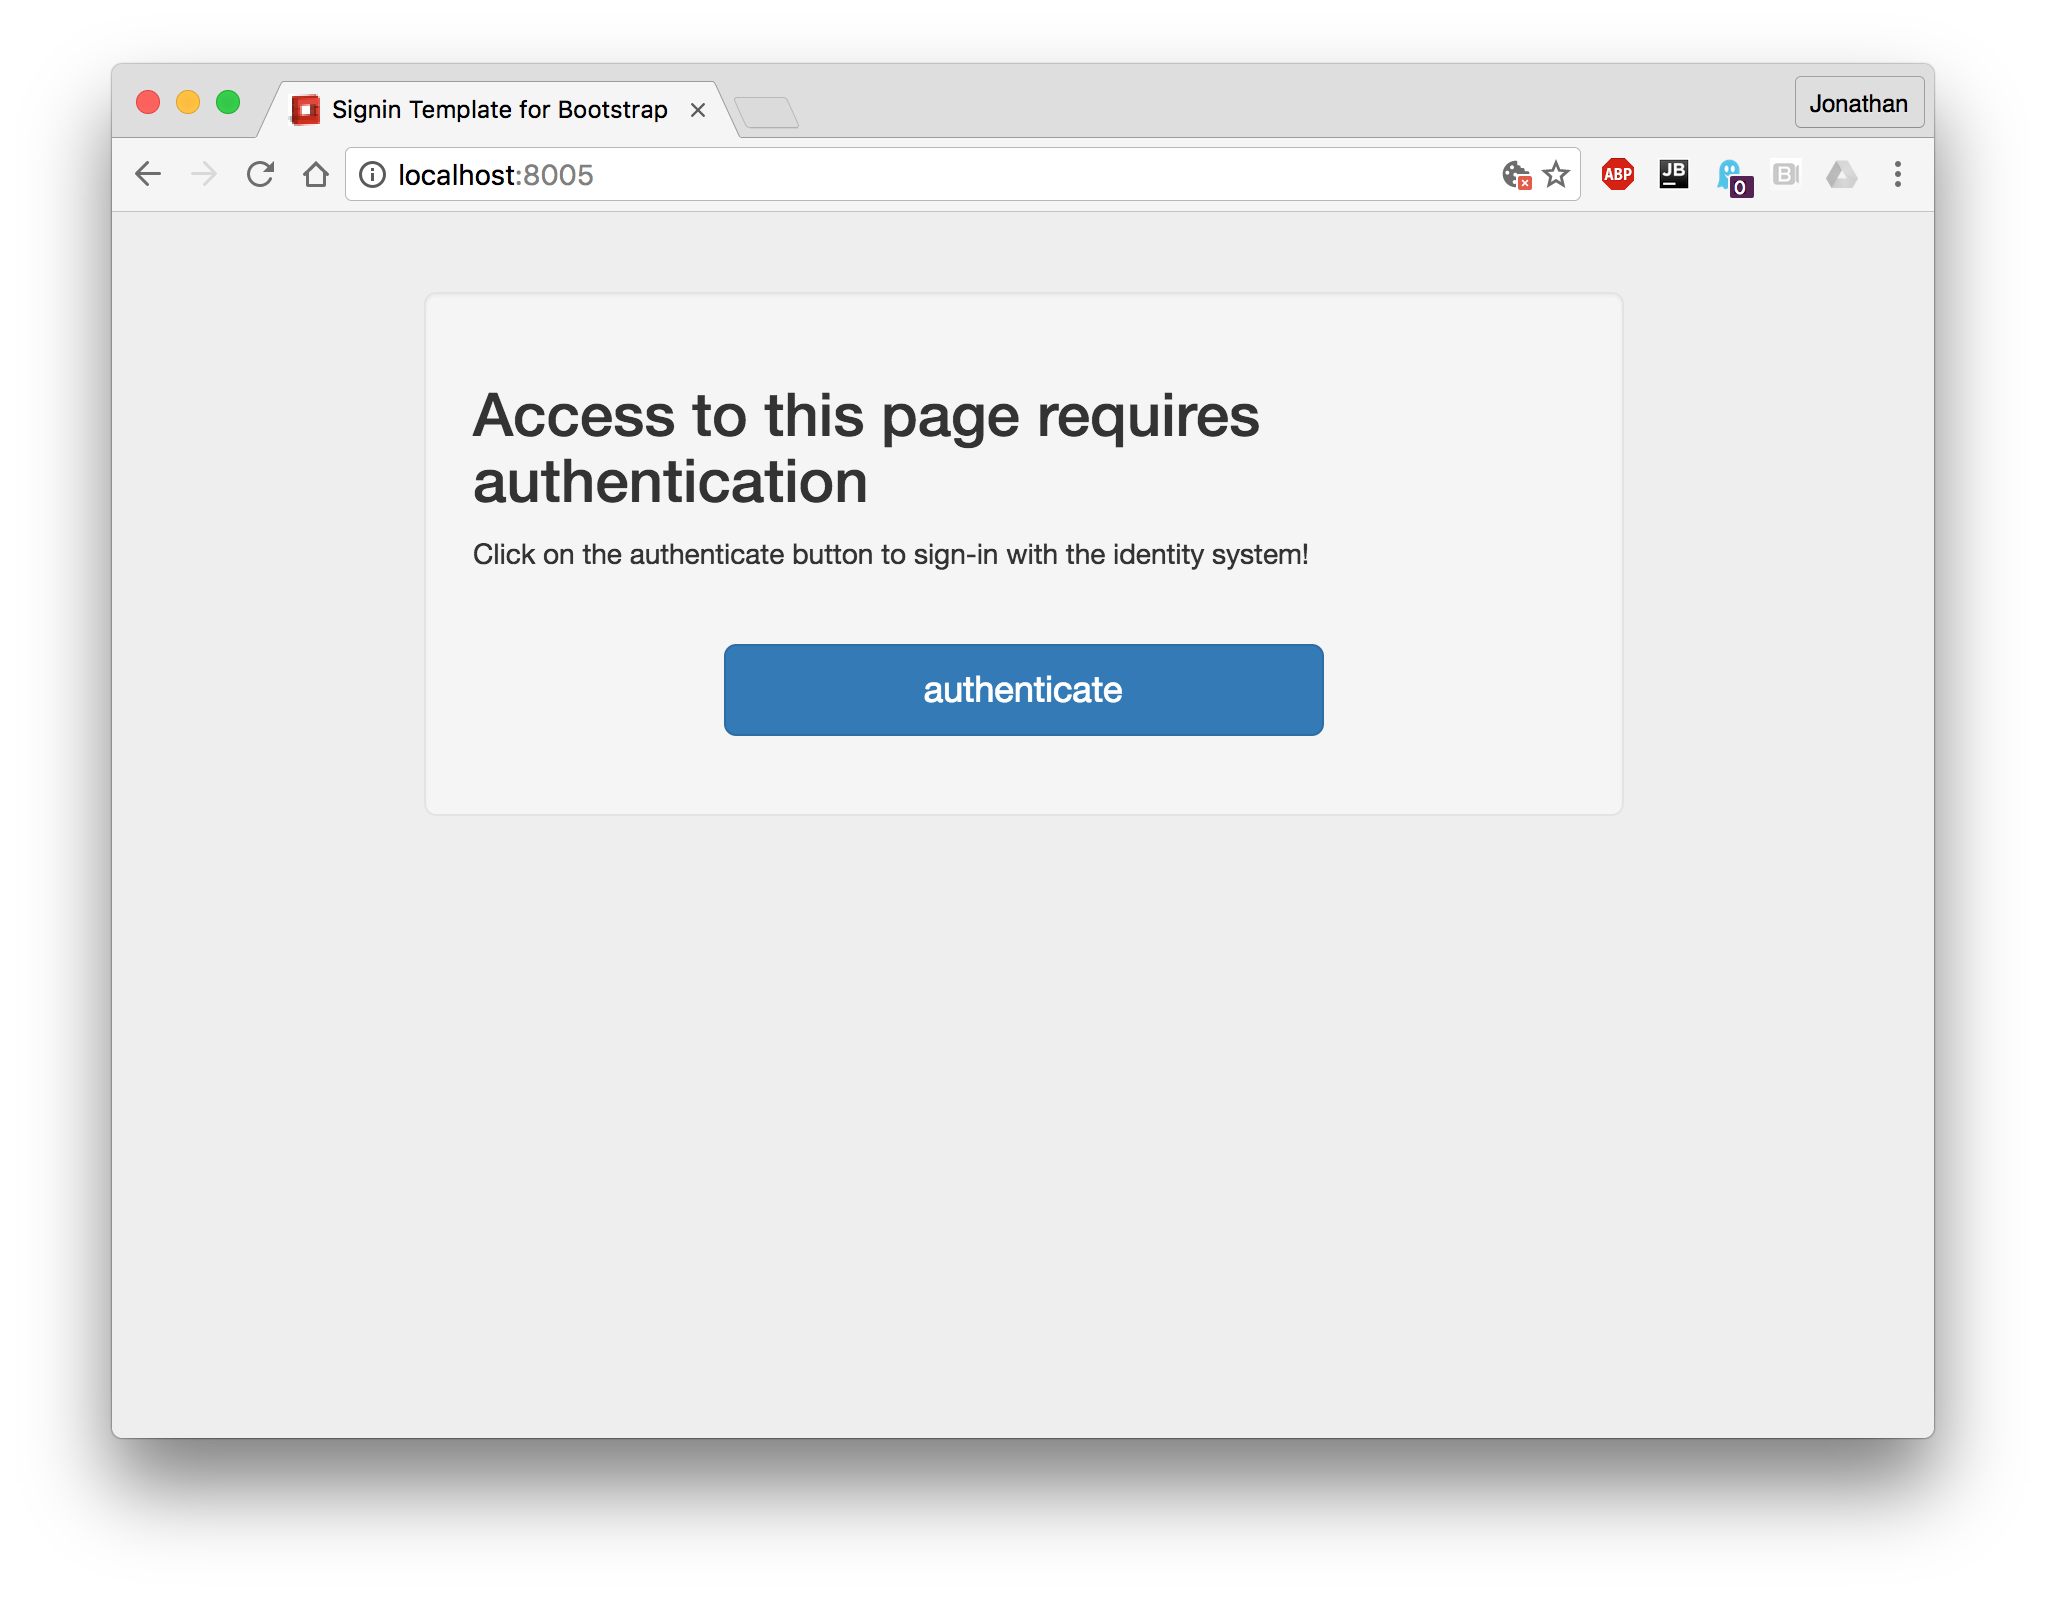 Signin Template for Bootstrap
Jonathan
localhost:8005
ABP
JB
0
B
Access to this page requires
authentication
Click on the authenticate button to sign-in with the identity system!
authenticate